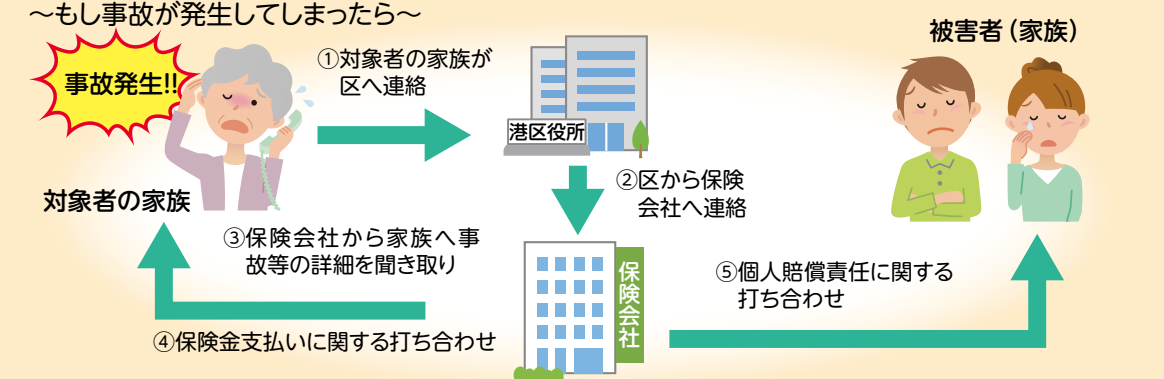 ～もし事故が発生してしまったら～
事故発生!!
対象者の家族
①対象者の家族が
区へ連絡
港区役所
②区から保険
会社へ連絡
③保険会社から家族へ事
故等の詳細を聞き取り
④保険金支払いに関する打ち合わせ
保険会社
⑤個人賠償責任に関する
打ち合わせ
被害者（家族）